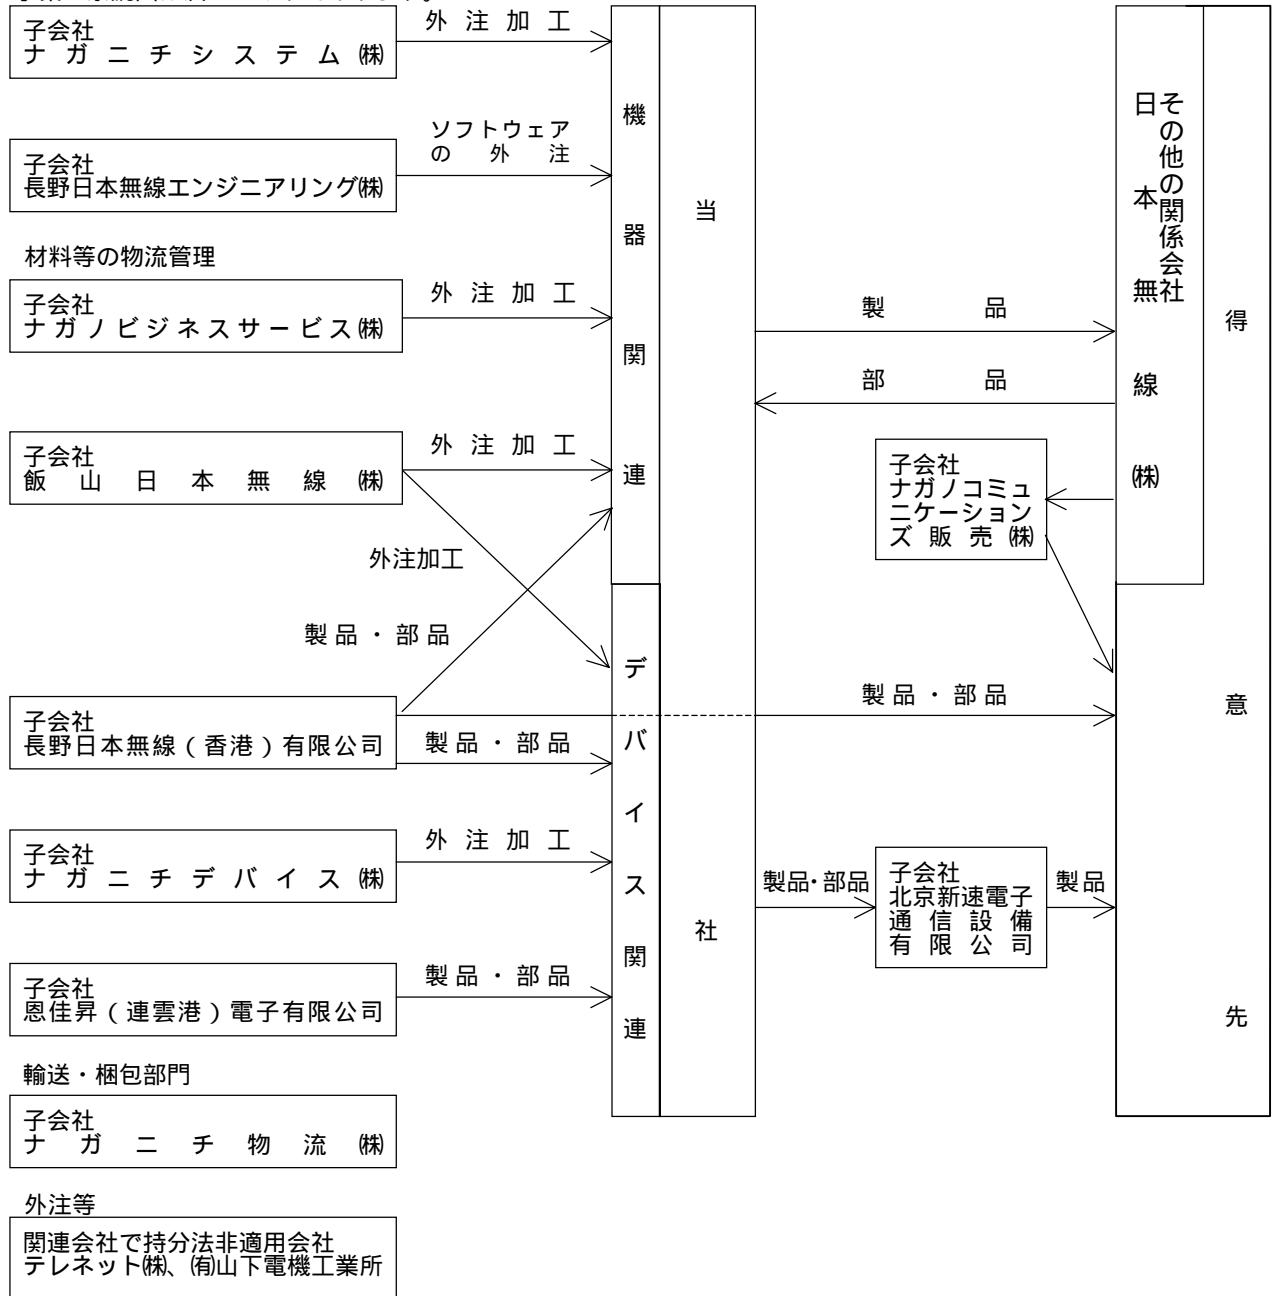 子会社
ナガニチシステム㈱
外注加工
子会社
長野日本無線エンジニアリング㈱
ソフトウェア
の外注
材料等の物流管理
子会社
ナガノビジネスサービス㈱
外注加工
子会社
飯山日本無線㈱
外注加工
外注加工
製品・部品
子会社
長野日本無線(香港)有限公司
製品・部品
子会社
ナガニチデバイス㈱
外注加工
子会社
恩佳昇(連雲港)電子有限公司
製品・部品
輸送・梱包部門
子会社
ナガニチ物流㈱
外注等
関連会社で持分法非適用会社
テレネット㈱、㈲山下電機工業所
機器関連
デバイス関連
当社
製品
部品
子会社
ナガノコミュ
ニケーション
ズ販売㈱
製品・部品
製品・部品
子会社
北京新速電子
通信設備
有限公司
製品
その他の関係会社
日本無線㈱
得意先